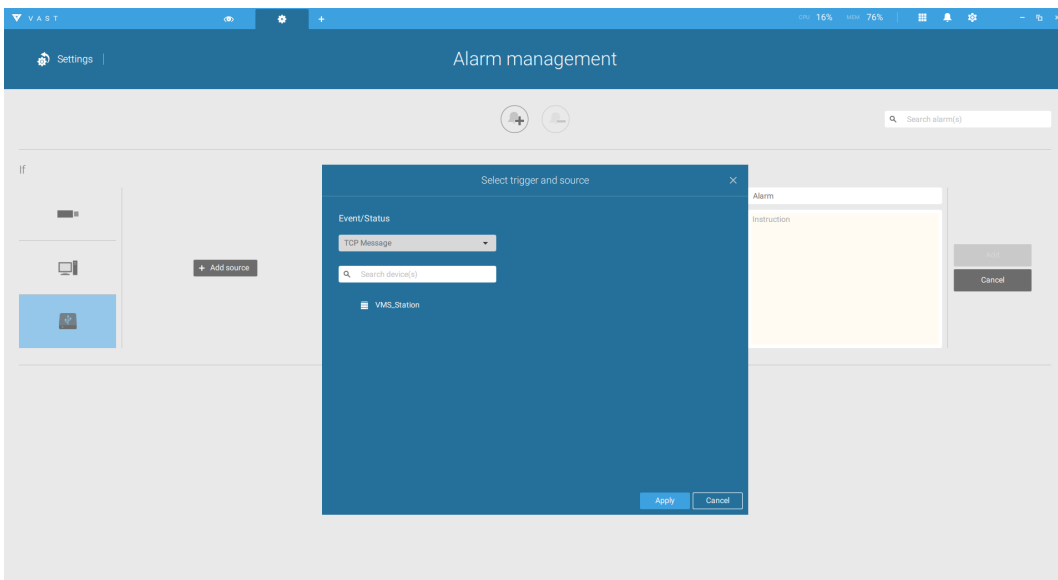 VAST
+
CPU 16% MEM 76%
Settings
Alarm management
Search alarm(s)
If
Select trigger and source
Event/Status
TCP Message
Search device(s)
VMS_Station
+ Add source
Alarm
Instruction
Add
Cancel
Apply
Cancel